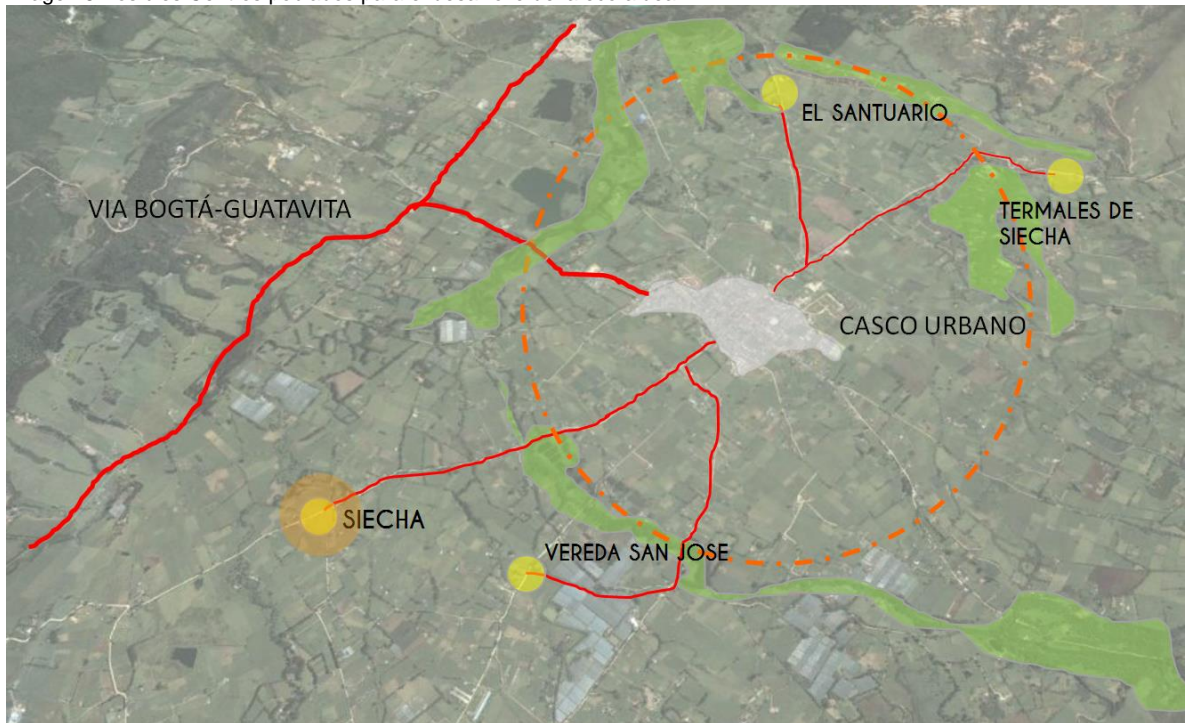 EL SANTUARIO
VIA BOGTÁ-GUATAVITA
TERMALES DE
SIECHA
CASCO URBANO
SIECHA
VEREDA SAN JOSE